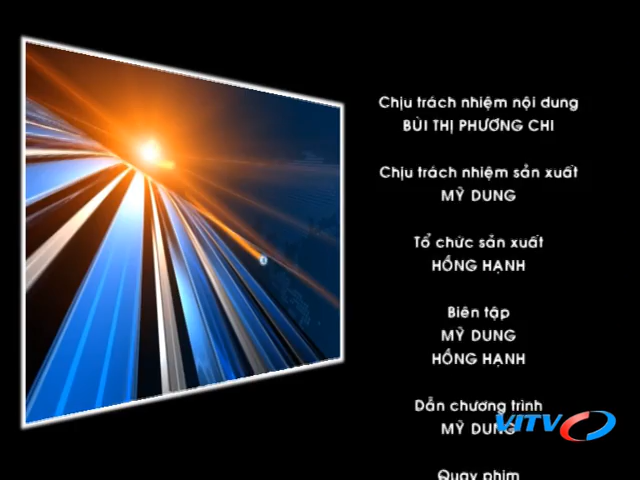 Chịu trách nhiệm nội dung
BÙI THỊ PHƯƠNG CHI
Chịu trách nhiệm sản xuất
MỸ DUNG
Tổ chức sản xuất
HỒNG HẠNH
Biên tập
MỸ DUNG
HỒNG HẠNH
Dẫn chương trình
MỸ DUNG
VITV
Quay phim